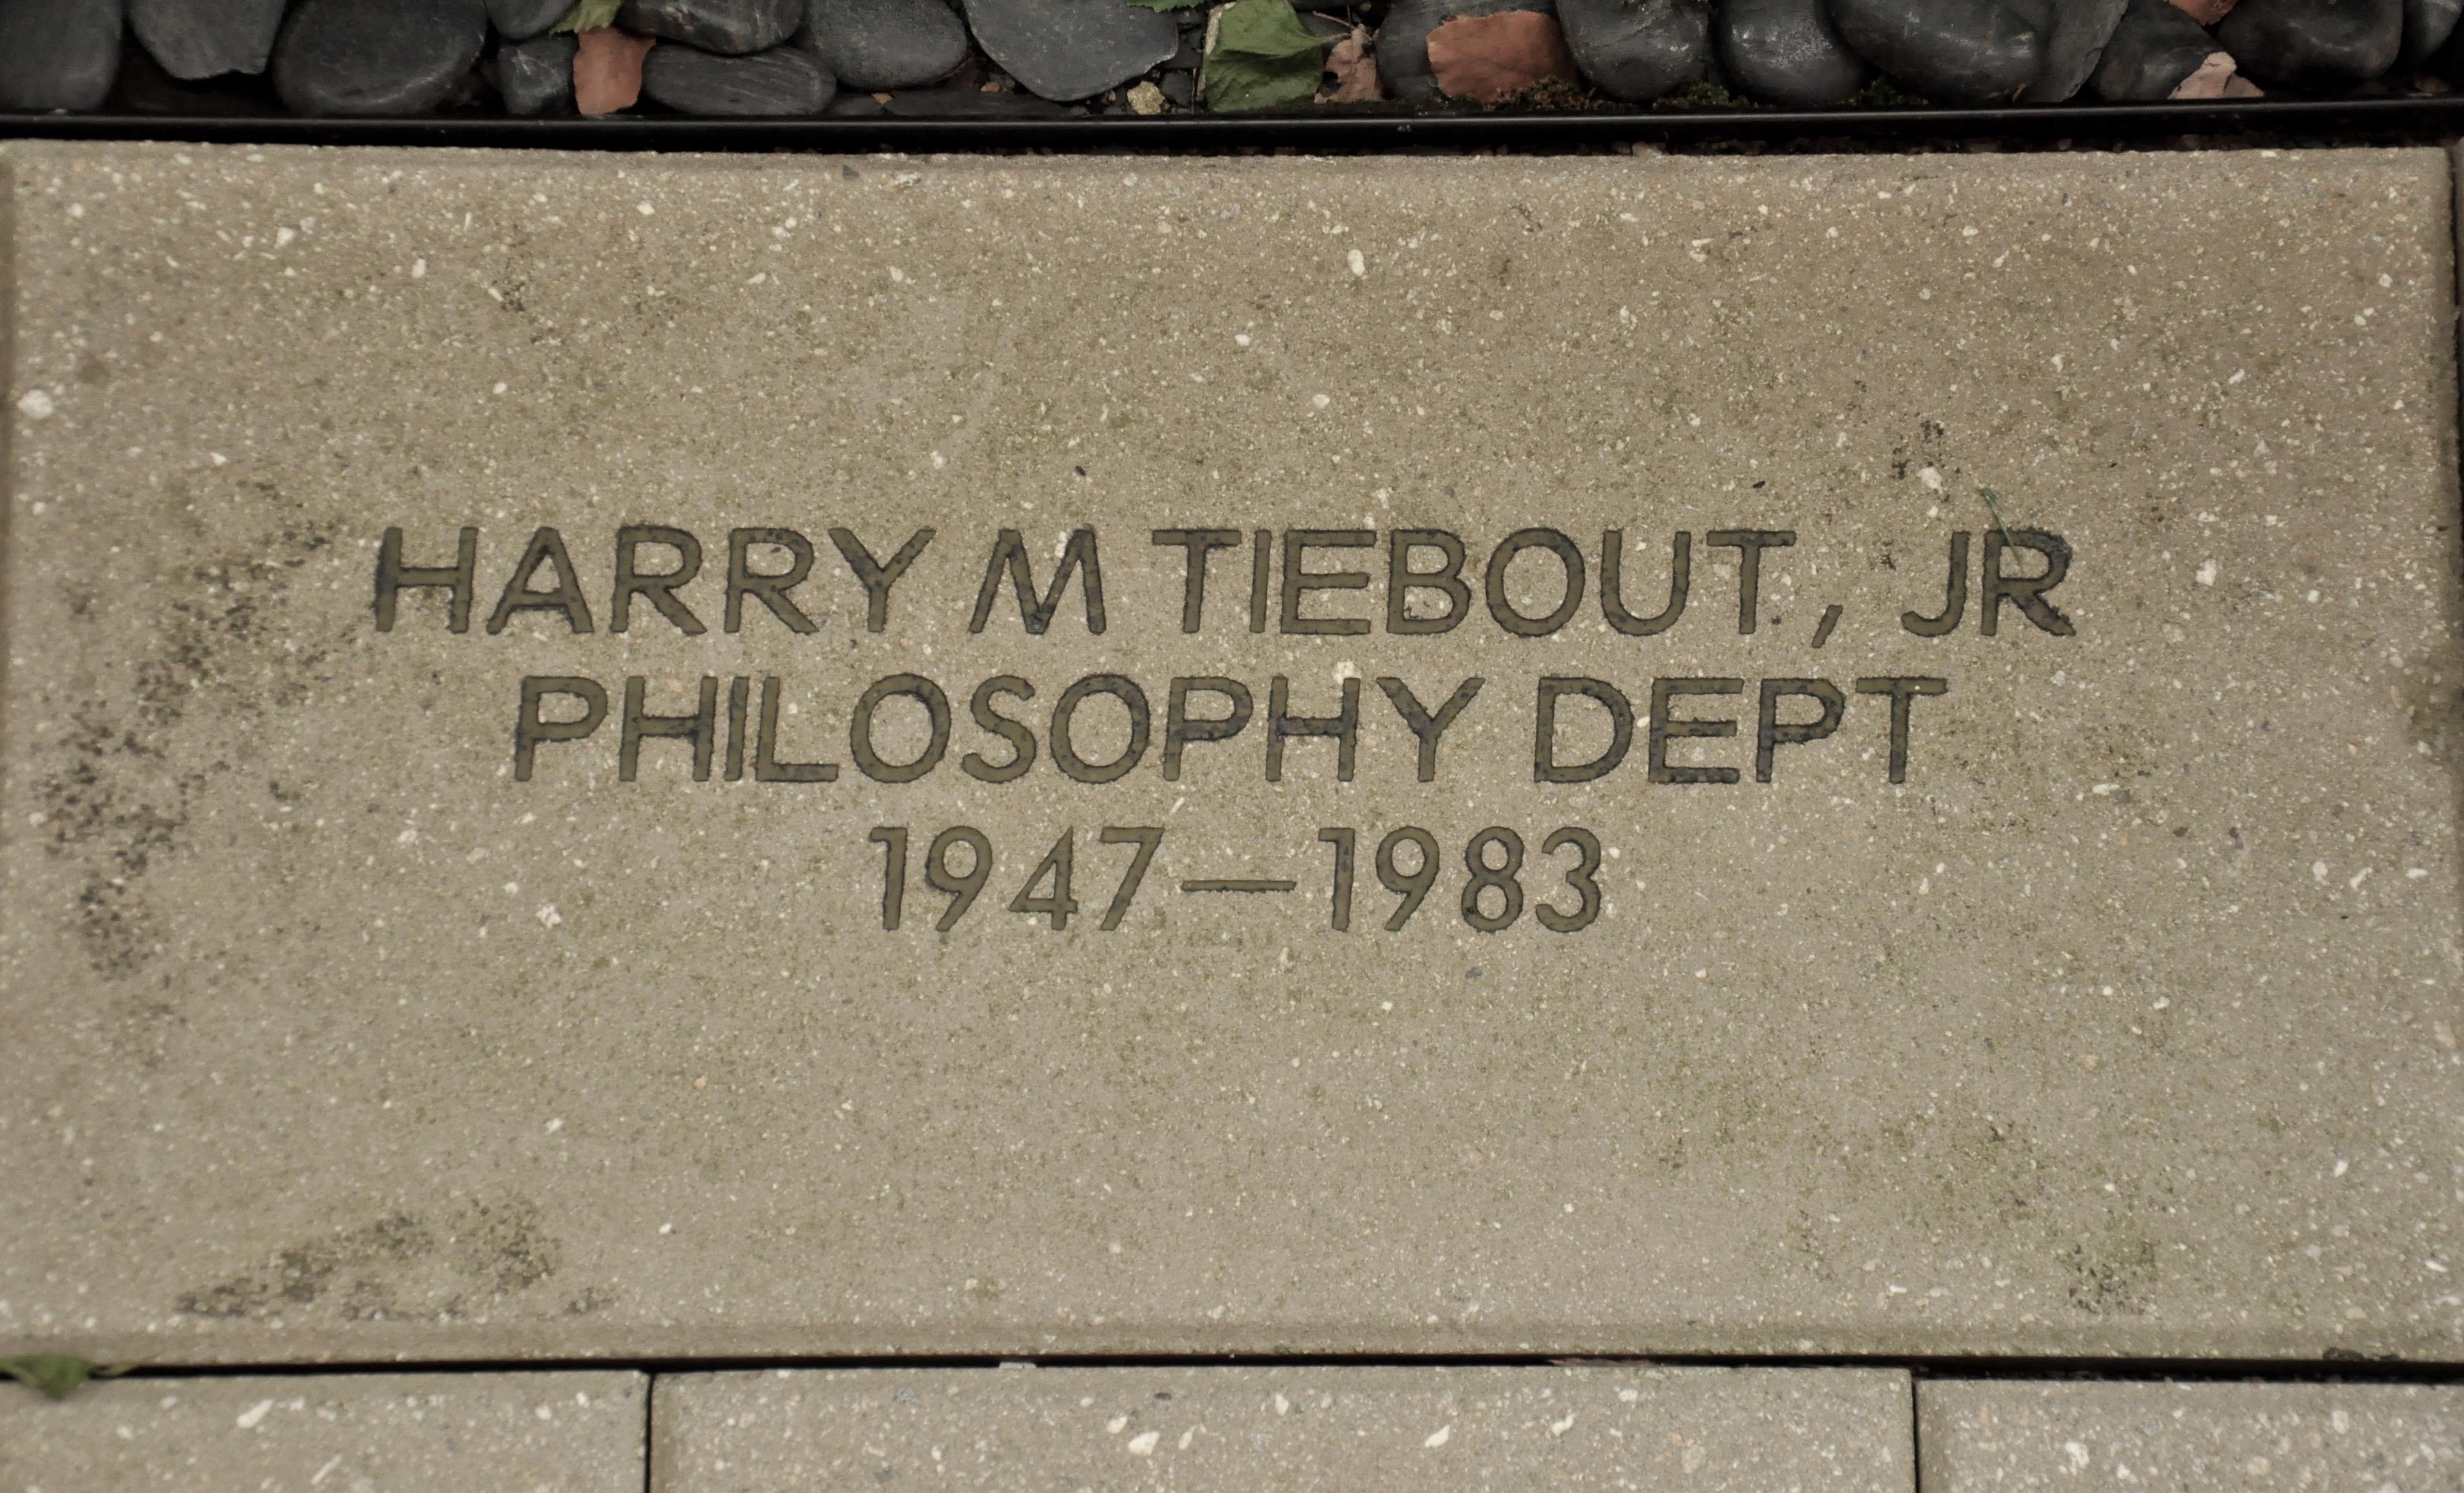 HARRY M TIEBOUT, JR
PHILOSOPHY DEPT
1947—1983